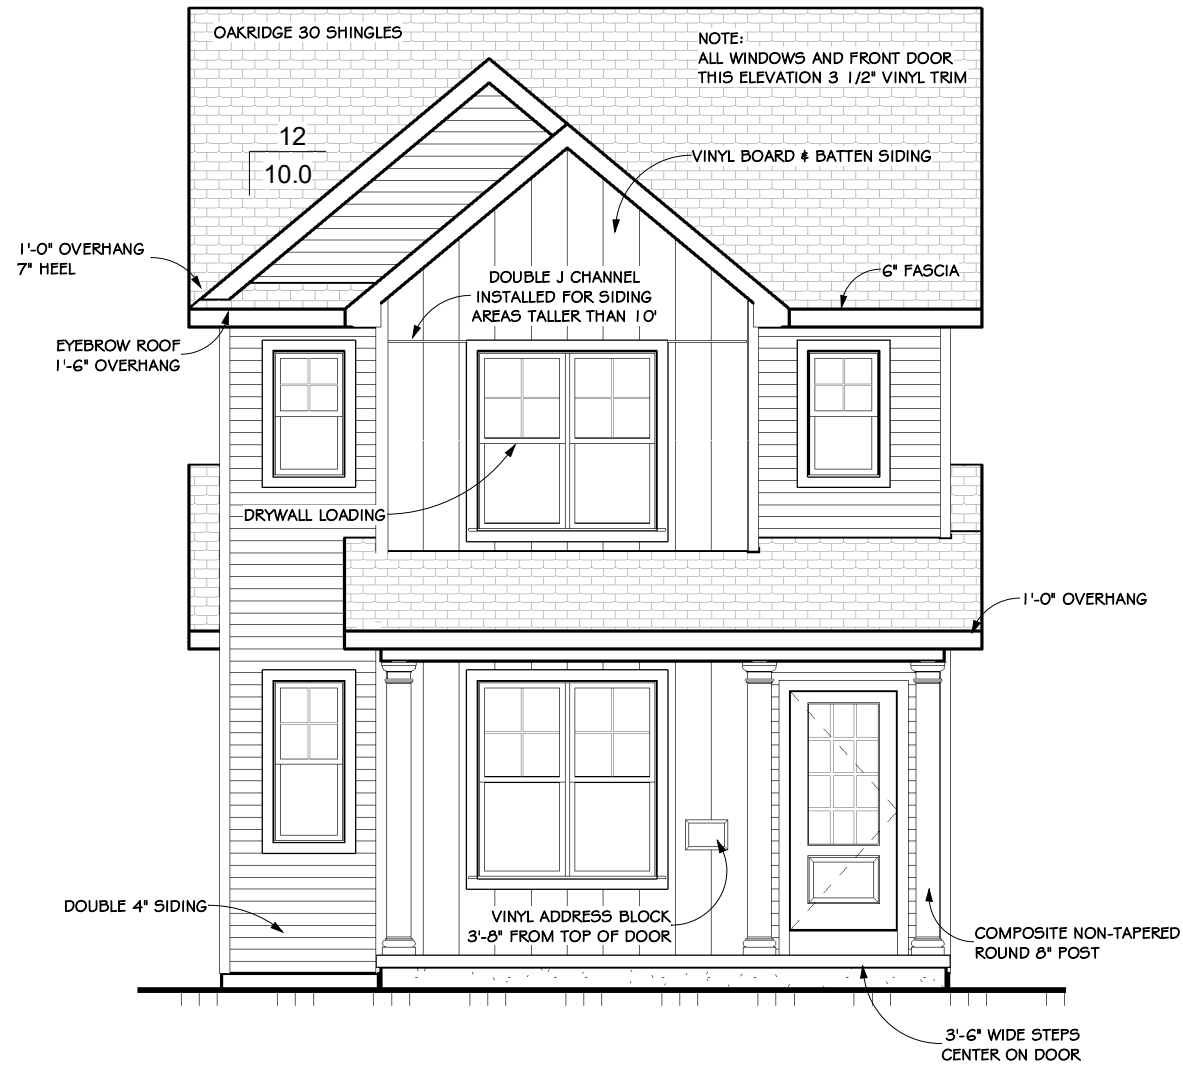 OAKRIDGE 30 SHINGLES
NOTE:
ALL WINDOWS AND FRONT DOOR
THIS ELEVATION 3 1/2" VINYL TRIM
12
10.0
VINYL BOARD & BATTEN SIDING
1'-0" OVERHANG
7" HEEL
6" FASCIA
DOUBLE J CHANNEL
INSTALLED FOR SIDING
AREAS TALLER THAN 10'
EYEBROW ROOF
1'-6" OVERHANG
DRYWALL LOADING
1'-0" OVERHANG
DOUBLE 4" SIDING
VINYL ADDRESS BLOCK
3'-8" FROM TOP OF DOOR
COMPOSITE NON-TAPERED
ROUND 8" POST
3'-6" WIDE STEPS
CENTER ON DOOR